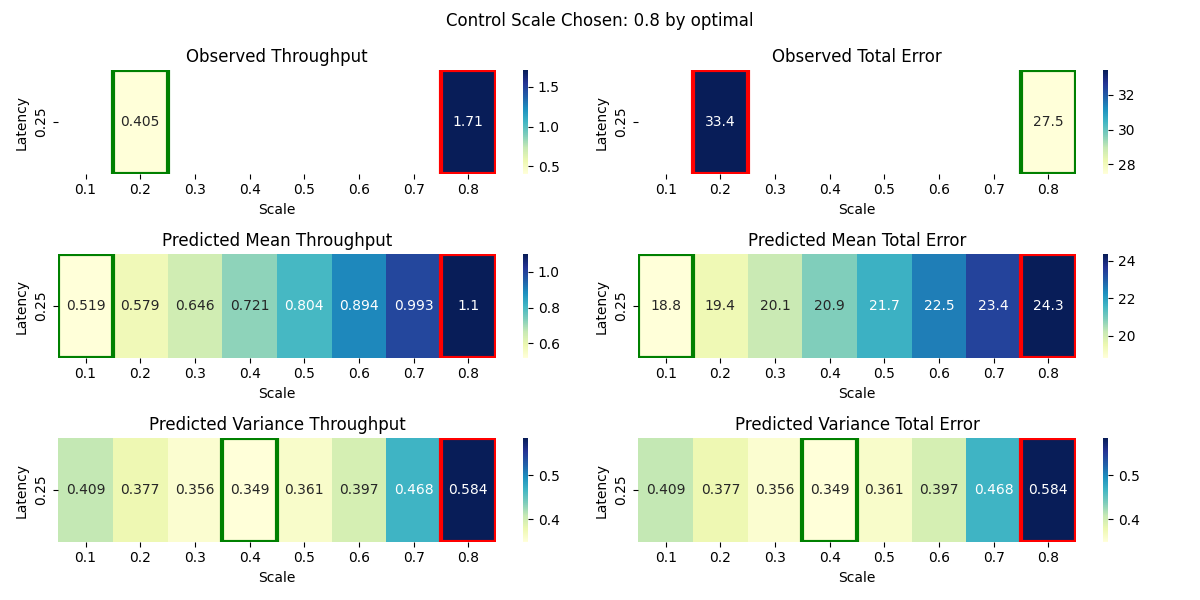 Control Scale Chosen: 0.8 by optimal
Observed Throughput
Latency
0.25
0.405
1.71
0.1 0.2 0.3 0.4 0.5 0.6 0.7 0.8
Scale
1.5
1.0
0.5
Observed Total Error
Latency
0.25
33.4
27.5
0.1 0.2 0.3 0.4 0.5 0.6 0.7 0.8
Scale
32
30
28
Predicted Mean Throughput
Latency
0.25
0.519 0.579 0.646 0.721 0.804 0.894 0.993 1.1
0.1 0.2 0.3 0.4 0.5 0.6 0.7 0.8
Scale
1.0
0.8
0.6
Predicted Mean Total Error
Latency
0.25
18.8 19.4 20.1 20.9 21.7 22.5 23.4 24.3
0.1 0.2 0.3 0.4 0.5 0.6 0.7 0.8
Scale
24
22
20
Predicted Variance Throughput
Latency
0.25
0.409 0.377 0.356 0.349 0.361 0.397 0.468 0.584
0.1 0.2 0.3 0.4 0.5 0.6 0.7 0.8
Scale
0.5
0.4
Predicted Variance Total Error
Latency
0.25
0.409 0.377 0.356 0.349 0.361 0.397 0.468 0.584
0.1 0.2 0.3 0.4 0.5 0.6 0.7 0.8
Scale
0.5
0.4